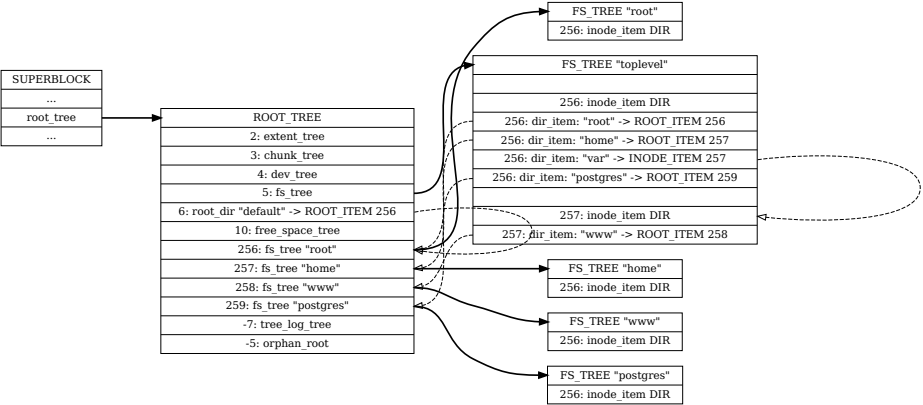 SUPERBLOCK
...
root_tree
...
ROOT_TREE
2: extent_tree
3: chunk_tree
4: dev_tree
5: fs_tree
6: root_dir "default" -> ROOT_ITEM 256
10: free_space_tree
256: fs_tree "root"
257: fs_tree "home"
258: fs_tree "www"
259: fs_tree "postgres"
-7: tree_log_tree
-5: orphan_root
FS_TREE "root"
256: inode_item DIR
FS_TREE "toplevel"
256: inode_item DIR
256: dir_item: "root" -> ROOT_ITEM 256
256: dir_item: "home" -> ROOT_ITEM 257
256: dir_item: "var" -> INODE_ITEM 257
256: dir_item: "postgres" -> ROOT_ITEM 259
257: inode_item DIR
257: dir_item: "www" -> ROOT_ITEM 258
FS_TREE "home"
256: inode_item DIR
FS_TREE "www"
256: inode_item DIR
FS_TREE "postgres"
256: inode_item DIR